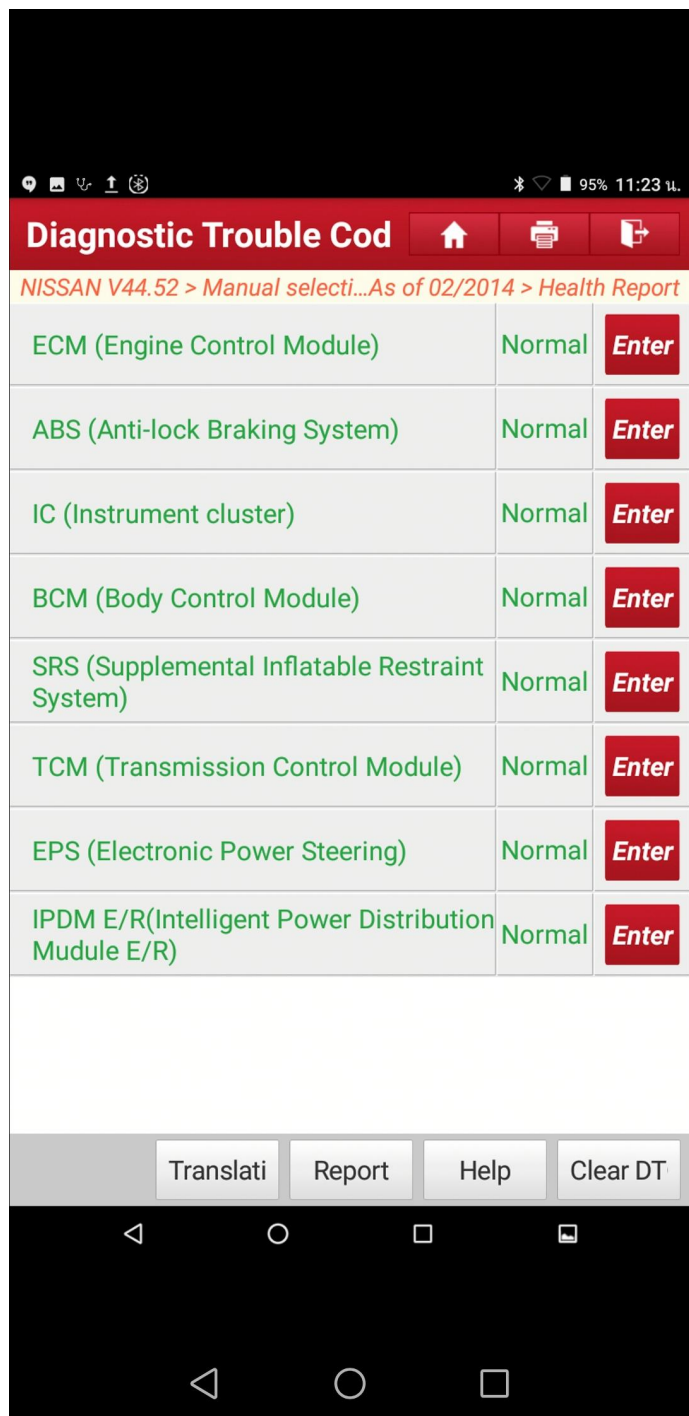 95% 11:23 น.
Diagnostic Trouble Cod
NISSAN V44.52 > Manual selecti...As of 02/2014 > Health Report
ECM (Engine Control Module) Normal Enter
ABS (Anti-lock Braking System) Normal Enter
IC (Instrument cluster) Normal Enter
BCM (Body Control Module) Normal Enter
SRS (Supplemental Inflatable Restraint
System) Normal Enter
TCM (Transmission Control Module) Normal Enter
EPS (Electronic Power Steering) Normal Enter
IPDM E/R(Intelligent Power Distribution
Mudule E/R) Normal Enter
Translati Report Help Clear DT